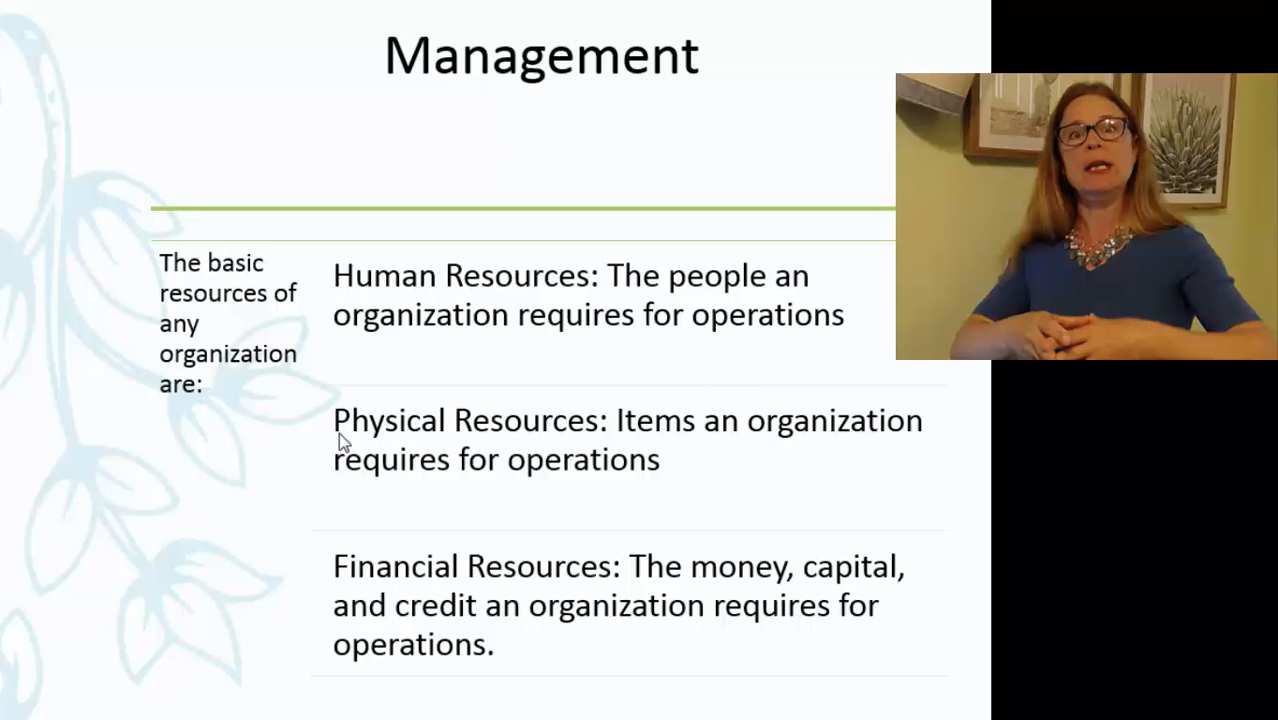 Management
The basic
resources of
any
organization
are:
Human Resources: The people an
organization requires for operations
Physical Resources: Items an organization
requires for operations
Financial Resources: The money, capital,
and credit an organization requires for
operations.